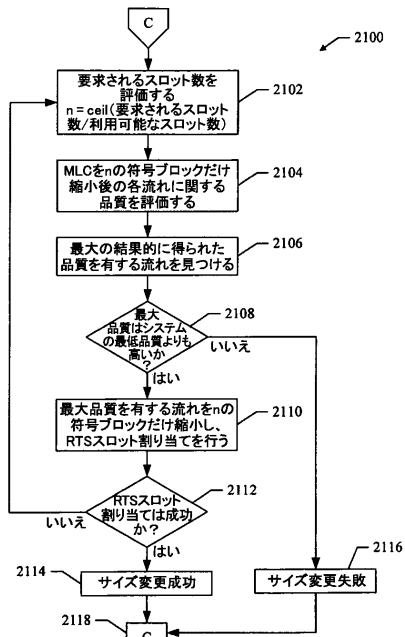 C
2100
要求されるスロット数を
評価する
n = ceil(要求されるスロット
数/利用可能なスロット数)
2102
MLCをnの符号ブロックだけ
縮小後の各流れに関する
品質を評価する
2104
最大の結果的に得られた
品質を有する流れを見つける
2106
最大
品質はシステム
の最低品質よりも
高いか
?
2108
いいえ
はい
最大品質を有する流れをnの
符号ブロックだけ縮小し、
RTSスロット割り当てを行う
2110
RTSスロット
割り当ては成功
か?
2112
いいえ
はい
2114
サイズ変更成功
サイズ変更失敗
2116
2118
G